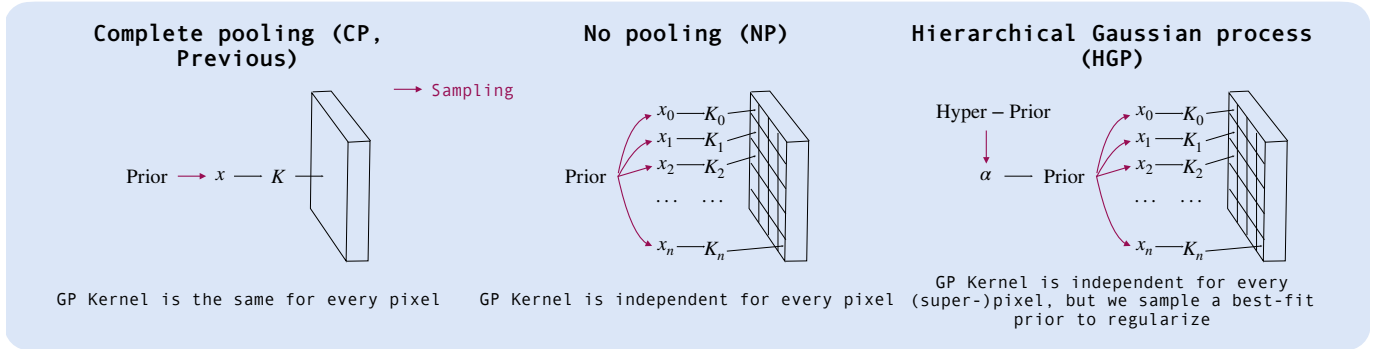 Complete pooling (CP,
Previous)
Sampling
Prior x K
GP Kernel is the same for every pixel
No pooling (NP)
x₀ K₀
x₁ K₁
x₂ K₂
Prior
... ...
xₙ Kₙ
GP Kernel is independent for every pixel
Hierarchical Gaussian process
(HGP)
Hyper – Prior
α Prior
x₀ K₀
x₁ K₁
x₂ K₂
... ...
xₙ Kₙ
GP Kernel is independent for every
(super-)pixel, but we sample a best-fit
prior to regularize